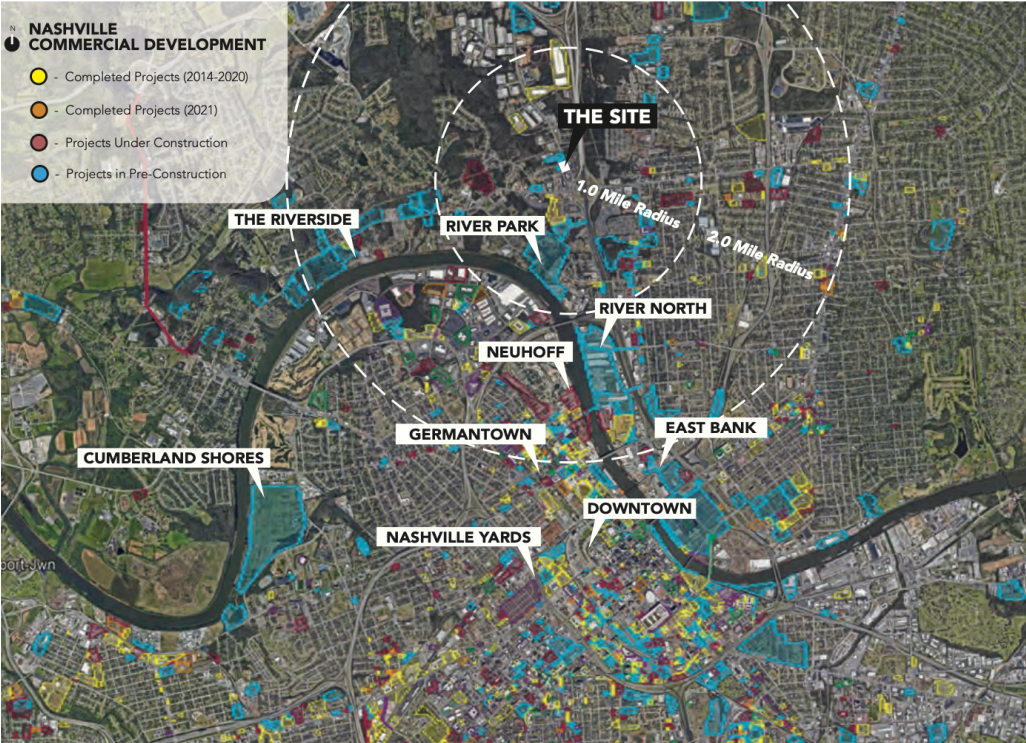 N
NASHVILLE
COMMERCIAL DEVELOPMENT
- Completed Projects (2014-2020)
- Completed Projects (2021)
- Projects Under Construction
- Projects in Pre-Construction
THE SITE
1.0 Mile Radius
2.0 Mile Radius
THE RIVERSIDE
RIVER PARK
RIVER NORTH
NEUHOFF
GERMANTOWN
EAST BANK
CUMBERLAND SHORES
DOWNTOWN
NASHVILLE YARDS
port-Jwn